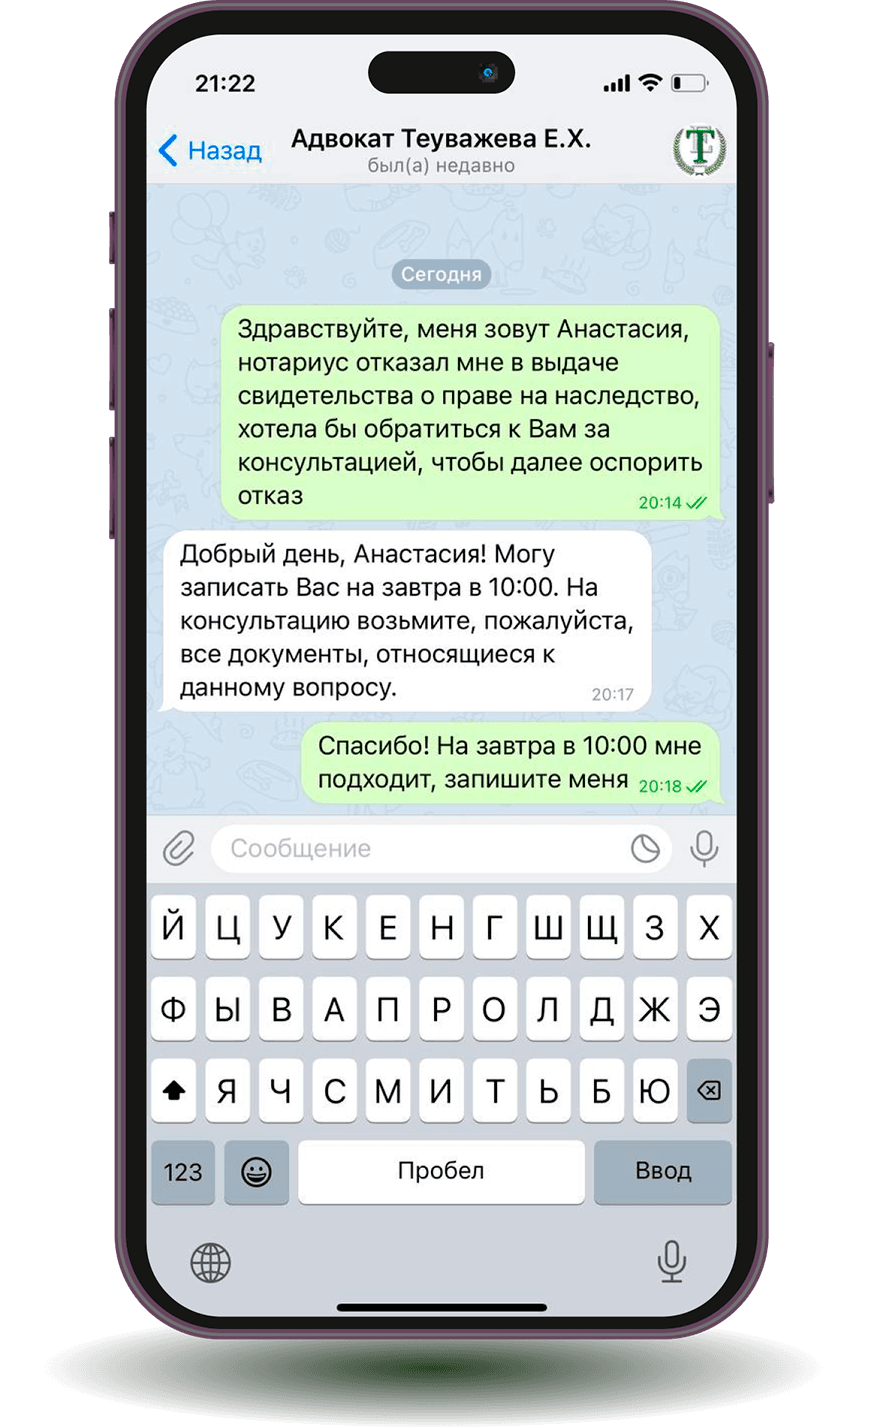 21:22
Назад
Адвокат Теуважева Е.Х.
был(а) недавно
Сегодня
Здравствуйте, меня зовут Анастасия,
нотариус отказал мне в выдаче
свидетельства о праве на наследство,
хотела бы обратиться к Вам за
консультацией, чтобы далее оспорить
отказ
20:14
Добрый день, Анастасия! Могу
записать Вас на завтра в 10:00. На
консультацию возьмите, пожалуйста,
все документы, относящиеся к
данному вопросу.
20:17
Спасибо! На завтра в 10:00 мне
подходит, запишите меня
20:18
Сообщение
Й Ц У К Е Н Г Ш Щ З Х
Ф Ы В А П Р О Л Д Ж Э
Я Ч С М И Т Ь Б Ю
123 Пробел Ввод